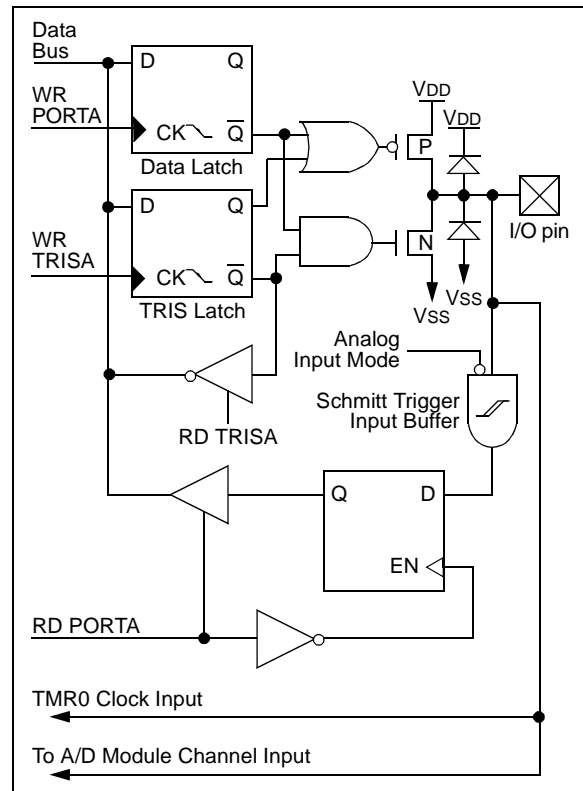 Data
Bus
D Q
WR
PORTA
CK Q
Data Latch
VDD
VDD
P
D Q
WR
TRISA
CK Q
TRIS Latch
N
I/O pin
VSS
VSS
Analog
Input Mode
Schmitt Trigger
Input Buffer
RD TRISA
Q D
EN
RD PORTA
TMR0 Clock Input
To A/D Module Channel Input